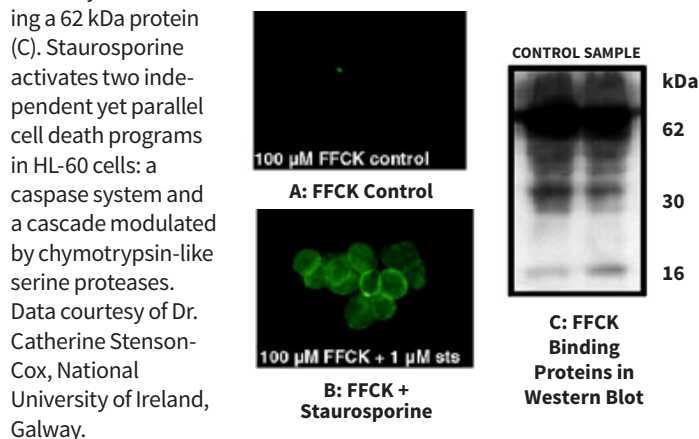 ing a 62 kDa protein
(C). Staurosporine
activates two inde-
pendent yet parallel
cell death programs
in HL-60 cells: a
caspase system and
a cascade modulated
by chymotrypsin-like
serine proteases.
Data courtesy of Dr.
Catherine Stenson-
Cox, National
University of Ireland,
Galway.
100 µM FFCK control
A: FFCK Control
100 µM FFCK + 1 µM sts
B: FFCK +
Staurosporine
CONTROL SAMPLE
kDa
62
30
16
C: FFCK
Binding
Proteins in
Western Blot